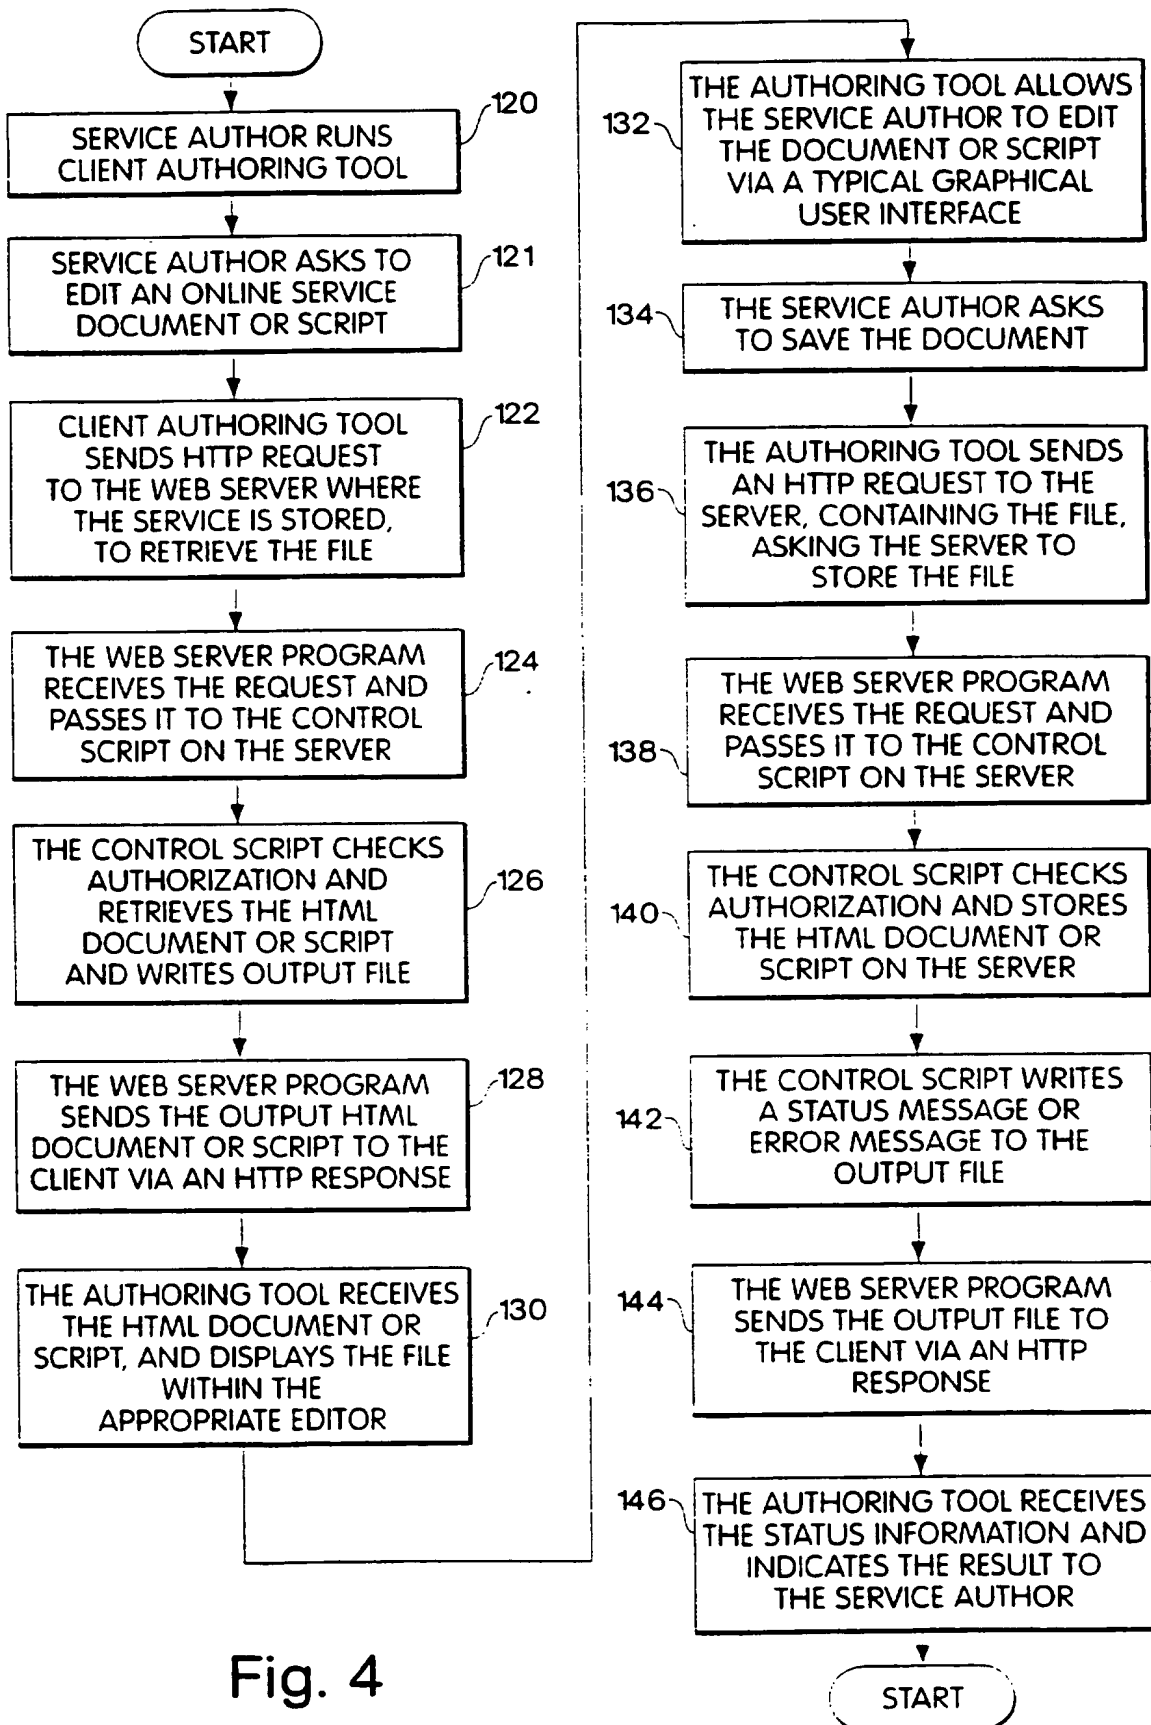 START
SERVICE AUTHOR RUNS
CLIENT AUTHORING TOOL
120
SERVICE AUTHOR ASKS TO
EDIT AN ONLINE SERVICE
DOCUMENT OR SCRIPT
121
CLIENT AUTHORING TOOL
SENDS HTTP REQUEST
TO THE WEB SERVER WHERE
THE SERVICE IS STORED,
TO RETRIEVE THE FILE
122
THE WEB SERVER PROGRAM
RECEIVES THE REQUEST AND
PASSES IT TO THE CONTROL
SCRIPT ON THE SERVER
124
THE CONTROL SCRIPT CHECKS
AUTHORIZATION AND
RETRIEVES THE HTML
DOCUMENT OR SCRIPT
AND WRITES OUTPUT FILE
126
THE WEB SERVER PROGRAM
SENDS THE OUTPUT HTML
DOCUMENT OR SCRIPT TO THE
CLIENT VIA AN HTTP RESPONSE
128
THE AUTHORING TOOL RECEIVES
THE HTML DOCUMENT OR
SCRIPT, AND DISPLAYS THE FILE
WITHIN THE
APPROPRIATE EDITOR
130
132
THE AUTHORING TOOL ALLOWS
THE SERVICE AUTHOR TO EDIT
THE DOCUMENT OR SCRIPT
VIA A TYPICAL GRAPHICAL
USER INTERFACE
134
THE SERVICE AUTHOR ASKS
TO SAVE THE DOCUMENT
136
THE AUTHORING TOOL SENDS
AN HTTP REQUEST TO THE
SERVER, CONTAINING THE FILE,
ASKING THE SERVER TO
STORE THE FILE
138
THE WEB SERVER PROGRAM
RECEIVES THE REQUEST AND
PASSES IT TO THE CONTROL
SCRIPT ON THE SERVER
140
THE CONTROL SCRIPT CHECKS
AUTHORIZATION AND STORES
THE HTML DOCUMENT OR
SCRIPT ON THE SERVER
142
THE CONTROL SCRIPT WRITES
A STATUS MESSAGE OR
ERROR MESSAGE TO THE
OUTPUT FILE
144
THE WEB SERVER PROGRAM
SENDS THE OUTPUT FILE TO
THE CLIENT VIA AN HTTP
RESPONSE
146
THE AUTHORING TOOL RECEIVES
THE STATUS INFORMATION AND
INDICATES THE RESULT TO
THE SERVICE AUTHOR
START
Fig. 4